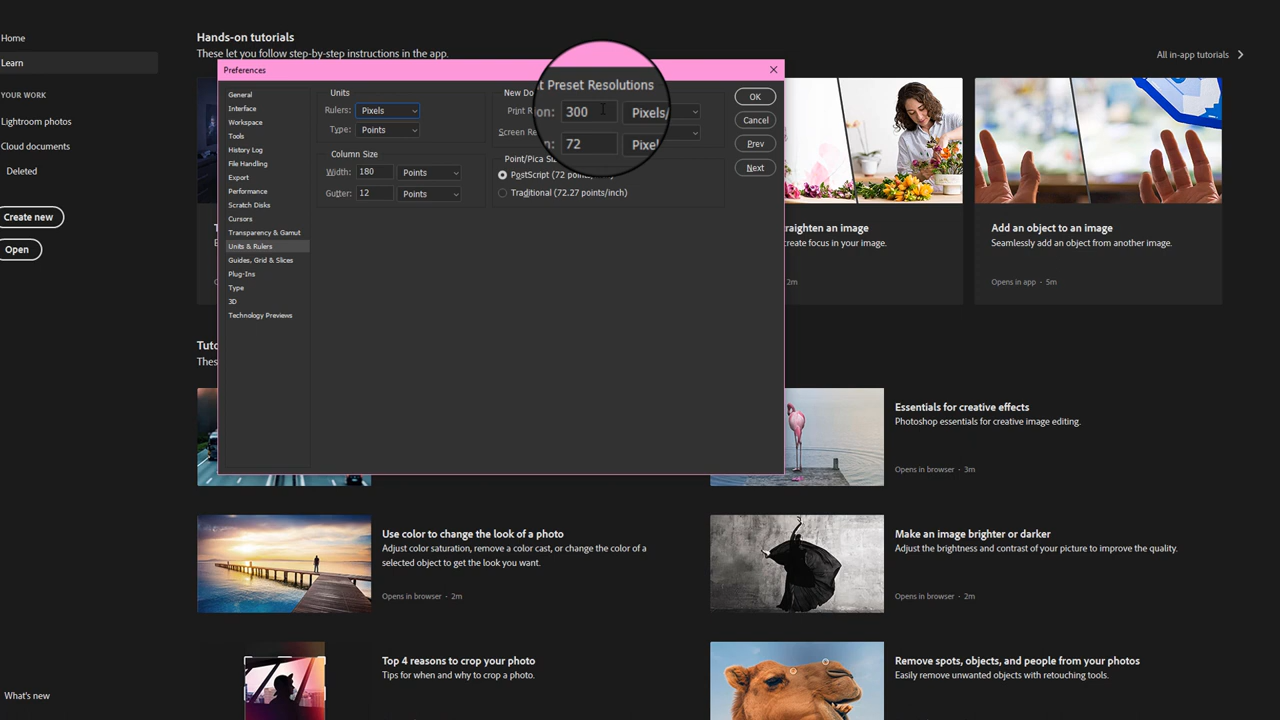 Home
Learn
YOUR WORK
Lightroom photos
Cloud documents
Deleted
Create new
Open
What's new
Hands-on tutorials
These let you follow step-by-step instructions in the app.
All in-app tutorials
Preferences
General
Interface
Workspace
Tools
History Log
File Handling
Export
Performance
Scratch Disks
Cursors
Transparency & Gamut
Units & Rulers
Guides, Grid & Slices
Plug-Ins
Type
3D
Technology Previews
Units
Rulers: Pixels
Type: Points
Column Size
Width: 180 Points
Gutter: 12 Points
New Do t Preset Resolutions
Print R on: 300 Pixels/
Screen Re n: 72 Pixel
Point/Pica Si
PostScript (72 point
Traditional (72.27 points/inch)
OK
Cancel
Prev
Next
raighten an image
create focus in your image.
2m
Add an object to an image
Seamlessly add an object from another image.
Opens in app • 5m
Tuto
Thes
Essentials for creative effects
Photoshop essentials for creative image editing.
Opens in browser • 3m
Use color to change the look of a photo
Adjust color saturation, remove a color cast, or change the color of a
selected object to get the look you want.
Opens in browser • 2m
Make an image brighter or darker
Adjust the brightness and contrast of your picture to improve the quality.
Opens in browser • 2m
Top 4 reasons to crop your photo
Tips for when and why to crop a photo.
Remove spots, objects, and people from your photos
Easily remove unwanted objects with retouching tools.